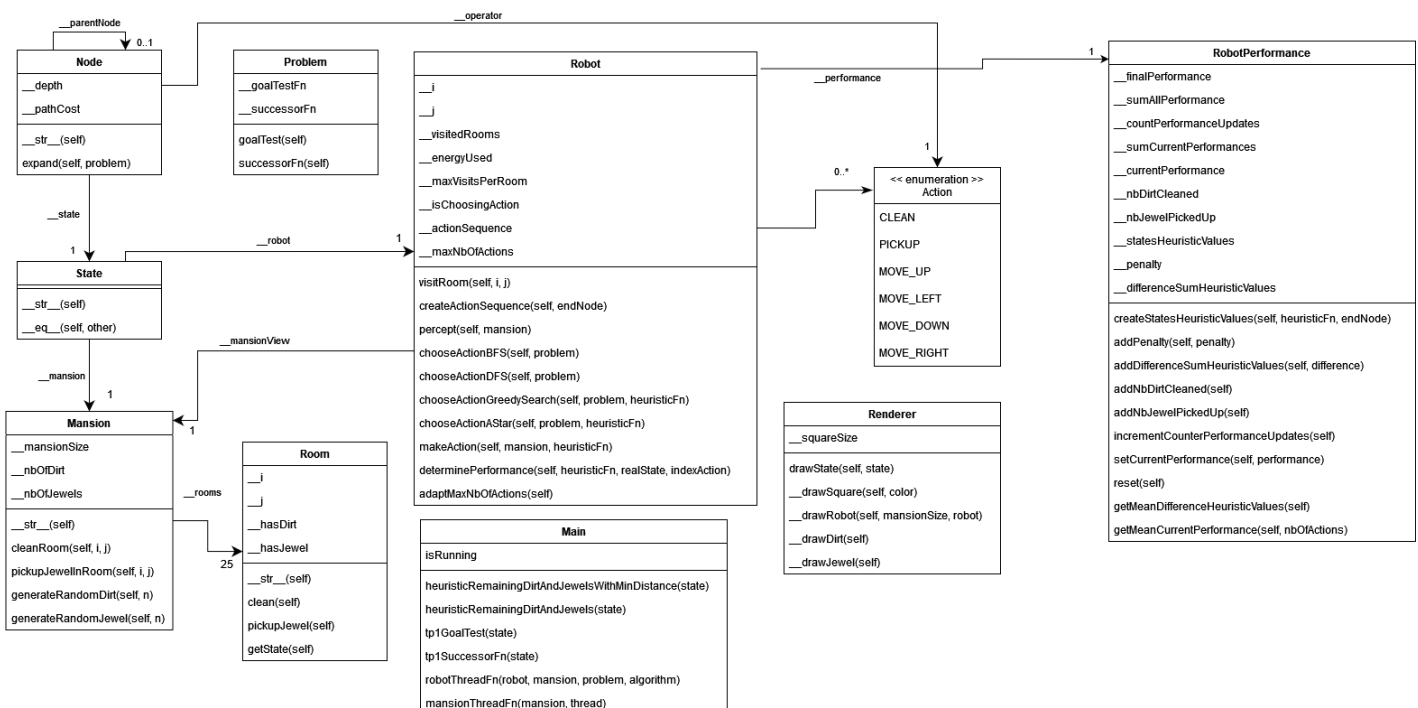 __parentNode
0..1
Node
__depth
__pathCost
__str__(self)
expand(self, problem)
__operator
1
Problem
__goalTestFn
__successorFn
goalTest(self)
successorFn(self)
__state
1
State
__str__(self)
__eq__(self, other)
__robot
1
__mansion
1
__mansionView
1
Robot
__i
__j
__visitedRooms
__energyUsed
__maxVisitsPerRoom
__isChoosingAction
__actionSequence
__maxNbOfActions
visitRoom(self, i, j)
createActionSequence(self, endNode)
percept(self, mansion)
chooseActionBFS(self, problem)
chooseActionDFS(self, problem)
chooseActionGreedySearch(self, problem, heuristicFn)
chooseActionAStar(self, problem, heuristicFn)
makeAction(self, mansion, heuristicFn)
determinePerformance(self, heuristicFn, realState, indexAction)
adaptMaxNbOfActions(self)
__performance
1
0..*
<< enumeration >>
Action
CLEAN
PICKUP
MOVE_UP
MOVE_LEFT
MOVE_DOWN
MOVE_RIGHT
RobotPerformance
__finalPerformance
__sumAllPerformance
__countPerformanceUpdates
__sumCurrentPerformances
__currentPerformance
__nbDirtCleaned
__nbJewelPickedUp
__statesHeuristicValues
__penalty
__differenceSumHeuristicValues
createStatesHeuristicValues(self, heuristicFn, endNode)
addPenalty(self, penalty)
addDifferenceSumHeuristicValues(self, difference)
addNbDirtCleaned(self)
addNbJewelPickedUp(self)
incrementCounterPerformanceUpdates(self)
setCurrentPerformance(self, performance)
reset(self)
getMeanDifferenceHeuristicValues(self)
getMeanCurrentPerformance(self, nbOfActions)
Mansion
__mansionSize
__nbOfDirt
__nbOfJewels
__str__(self)
cleanRoom(self, i, j)
pickupJewelInRoom(self, i, j)
generateRandomDirt(self, n)
generateRandomJewel(self, n)
__rooms
25
Room
__i
__j
__hasDirt
__hasJewel
__str__(self)
clean(self)
pickupJewel(self)
getState(self)
Main
isRunning
heuristicRemainingDirtAndJewelsWithMinDistance(state)
heuristicRemainingDirtAndJewels(state)
tp1GoalTest(state)
tp1SuccessorFn(state)
robotThreadFn(robot, mansion, problem, algorithm)
mansionThreadFn(mansion, thread)
Renderer
__squareSize
drawState(self, state)
__drawSquare(self, color)
__drawRobot(self, mansionSize, robot)
__drawDirt(self)
__drawJewel(self)